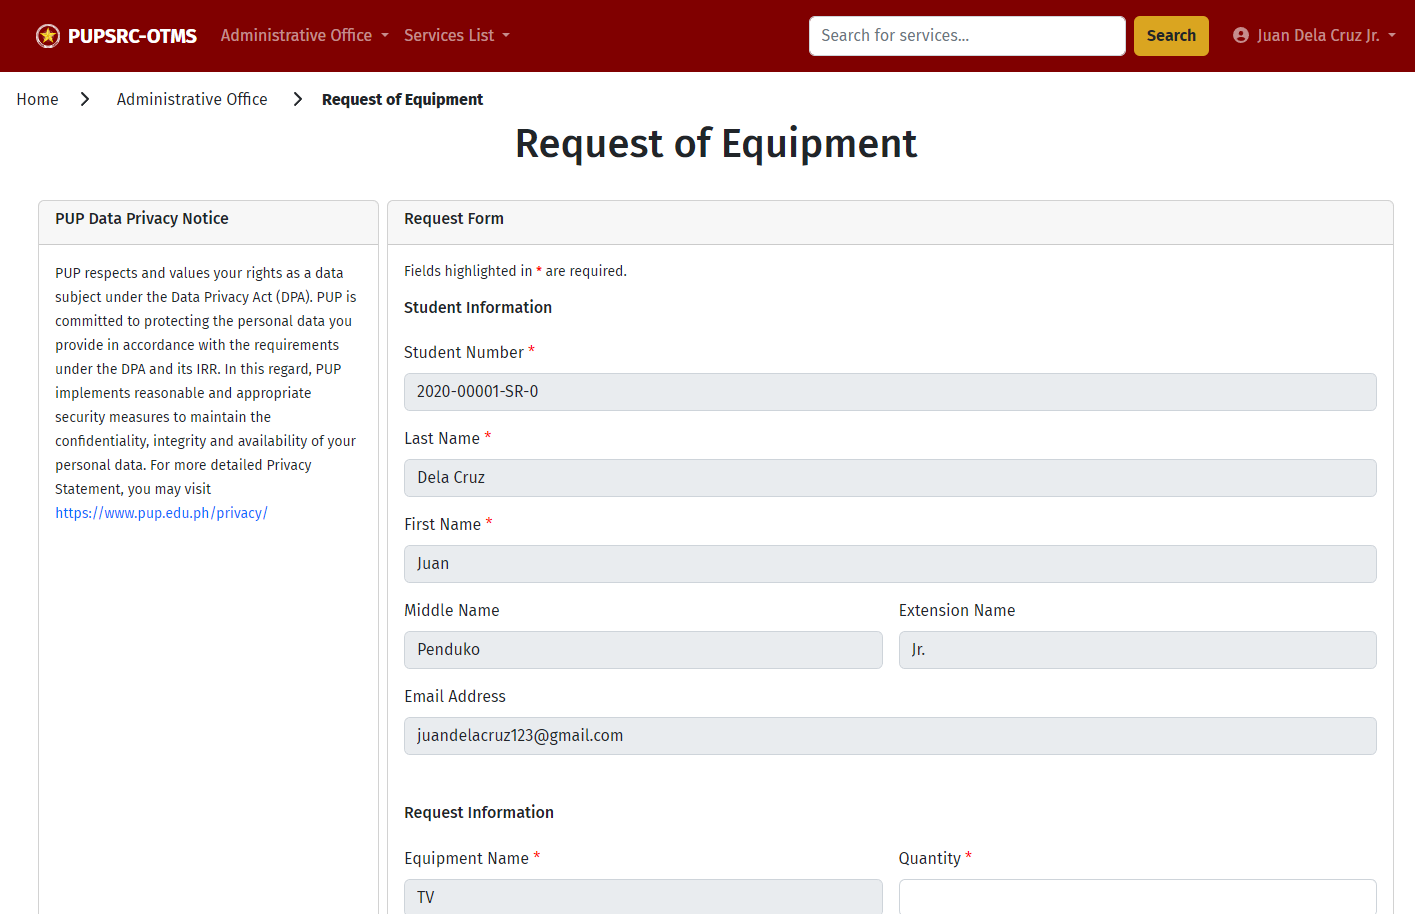 PUPSRC-OTMS Administrative Office Services List Search for services... Search Juan Dela Cruz Jr.
Home Administrative Office Request of Equipment
Request of Equipment
PUP Data Privacy Notice
PUP respects and values your rights as a data
subject under the Data Privacy Act (DPA). PUP is
committed to protecting the personal data you
provide in accordance with the requirements
under the DPA and its IRR. In this regard, PUP
implements reasonable and appropriate
security measures to maintain the
confidentiality, integrity and availability of your
personal data. For more detailed Privacy
Statement, you may visit
https://www.pup.edu.ph/privacy/
Request Form
Fields highlighted in * are required.
Student Information
Student Number *
2020-00001-SR-0
Last Name *
Dela Cruz
First Name *
Juan
Middle Name Extension Name
Penduko Jr.
Email Address
juandelacruz123@gmail.com
Request Information
Equipment Name * Quantity *
TV